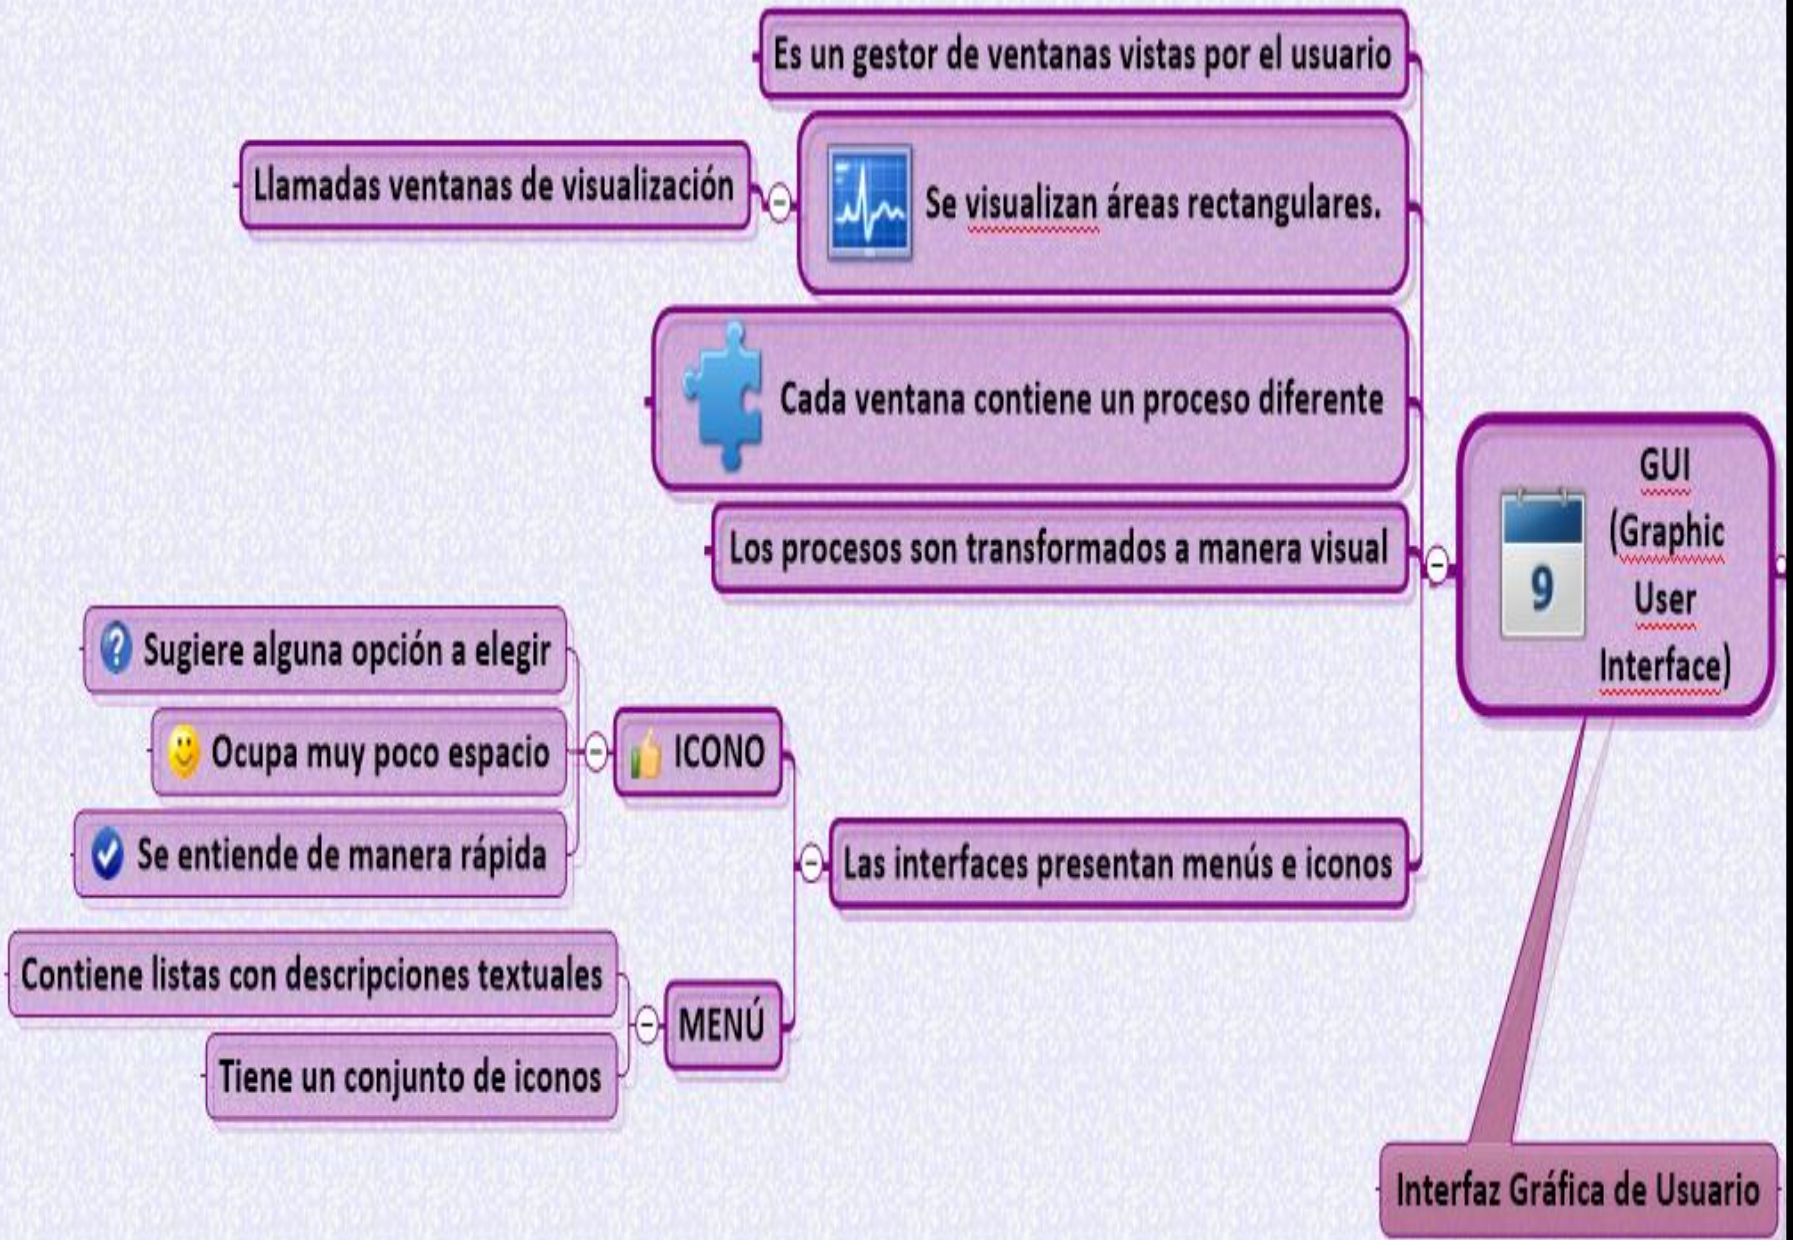 Es un gestor de ventanas vistas por el usuario
Llamadas ventanas de visualización
Se visualizan áreas rectangulares.
Cada ventana contiene un proceso diferente
GUI
(Graphic
User
Interface)
9
Los procesos son transformados a manera visual
Sugiere alguna opción a elegir
Ocupa muy poco espacio
ICONO
Se entiende de manera rápida
Las interfaces presentan menús e iconos
Contiene listas con descripciones textuales
MENÚ
Tiene un conjunto de iconos
Interfaz Gráfica de Usuario